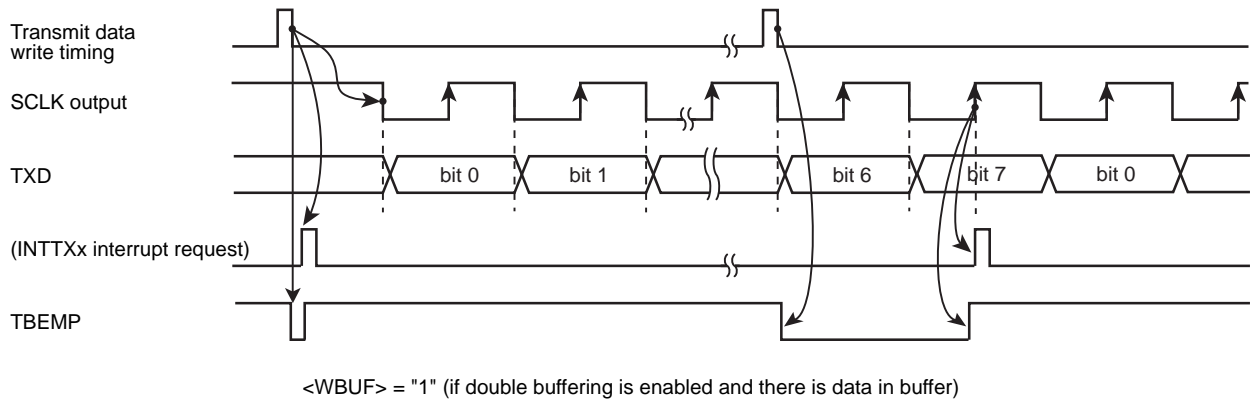 Transmit data
write timing
SCLK output
TXD
bit 0
bit 1
bit 6
bit 7
bit 0
(INTTXx interrupt request)
TBEMP
<WBUF> = "1" (if double buffering is enabled and there is data in buffer)